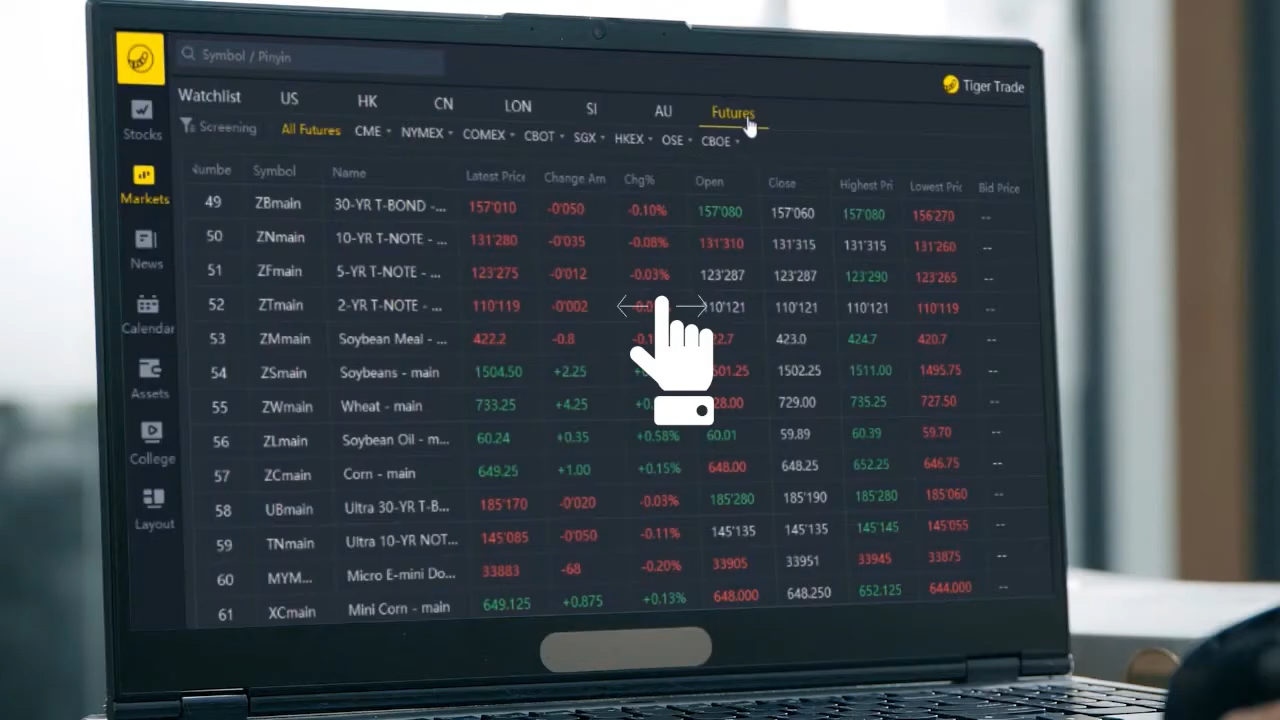 Symbol / Pinyin
Tiger Trade
Watchlist US HK CN LON SI AU Futures
Screening All Futures CME NYMEX COMEX CBOT SGX HKEX OSE CBOE
Stocks
Markets
News
Calendar
Assets
College
Layout
Numbe Symbol Name Latest Price Change Am Chg% Open Close Highest Pri Lowest Pric Bid Price
49 ZBmain 30-YR T-BOND -... 157'010 -0'050 -0.10% 157'080 157'060 157'080 156'270 --
50 ZNmain 10-YR T-NOTE - ... 131'280 -0'035 -0.08% 131'310 131'315 131'315 131'260 --
51 ZFmain 5-YR T-NOTE - ... 123'275 -0'012 -0.03% 123'287 123'287 123'290 123'265 --
52 ZTmain 2-YR T-NOTE - ... 110'119 -0'002 110'121 110'121 110'121 110'119 --
53 ZMmain Soybean Meal - ... 422.2 -0.8 423.0 424.7 420.7 --
54 ZSmain Soybeans - main 1504.50 +2.25 1501.25 1502.25 1511.00 1495.75 --
55 ZWmain Wheat - main 733.25 +4.25 729.00 735.25 727.50 --
56 ZLmain Soybean Oil - m... 60.24 +0.35 +0.58% 60.01 59.89 60.39 59.70 --
57 ZCmain Corn - main 649.25 +1.00 +0.15% 648.00 648.25 652.25 646.75 --
58 UBmain Ultra 30-YR T-B... 185'170 -0'020 -0.03% 185'280 185'190 185'280 185'060 --
59 TNmain Ultra 10-YR NOT... 145'085 -0'050 -0.11% 145'135 145'135 145'145 145'055 --
60 MYM... Micro E-mini Do... 33883 -68 -0.20% 33905 33951 33945 33875 --
61 XCmain Mini Corn - main 649.125 +0.875 +0.13% 648.000 648.250 652.125 644.000 --